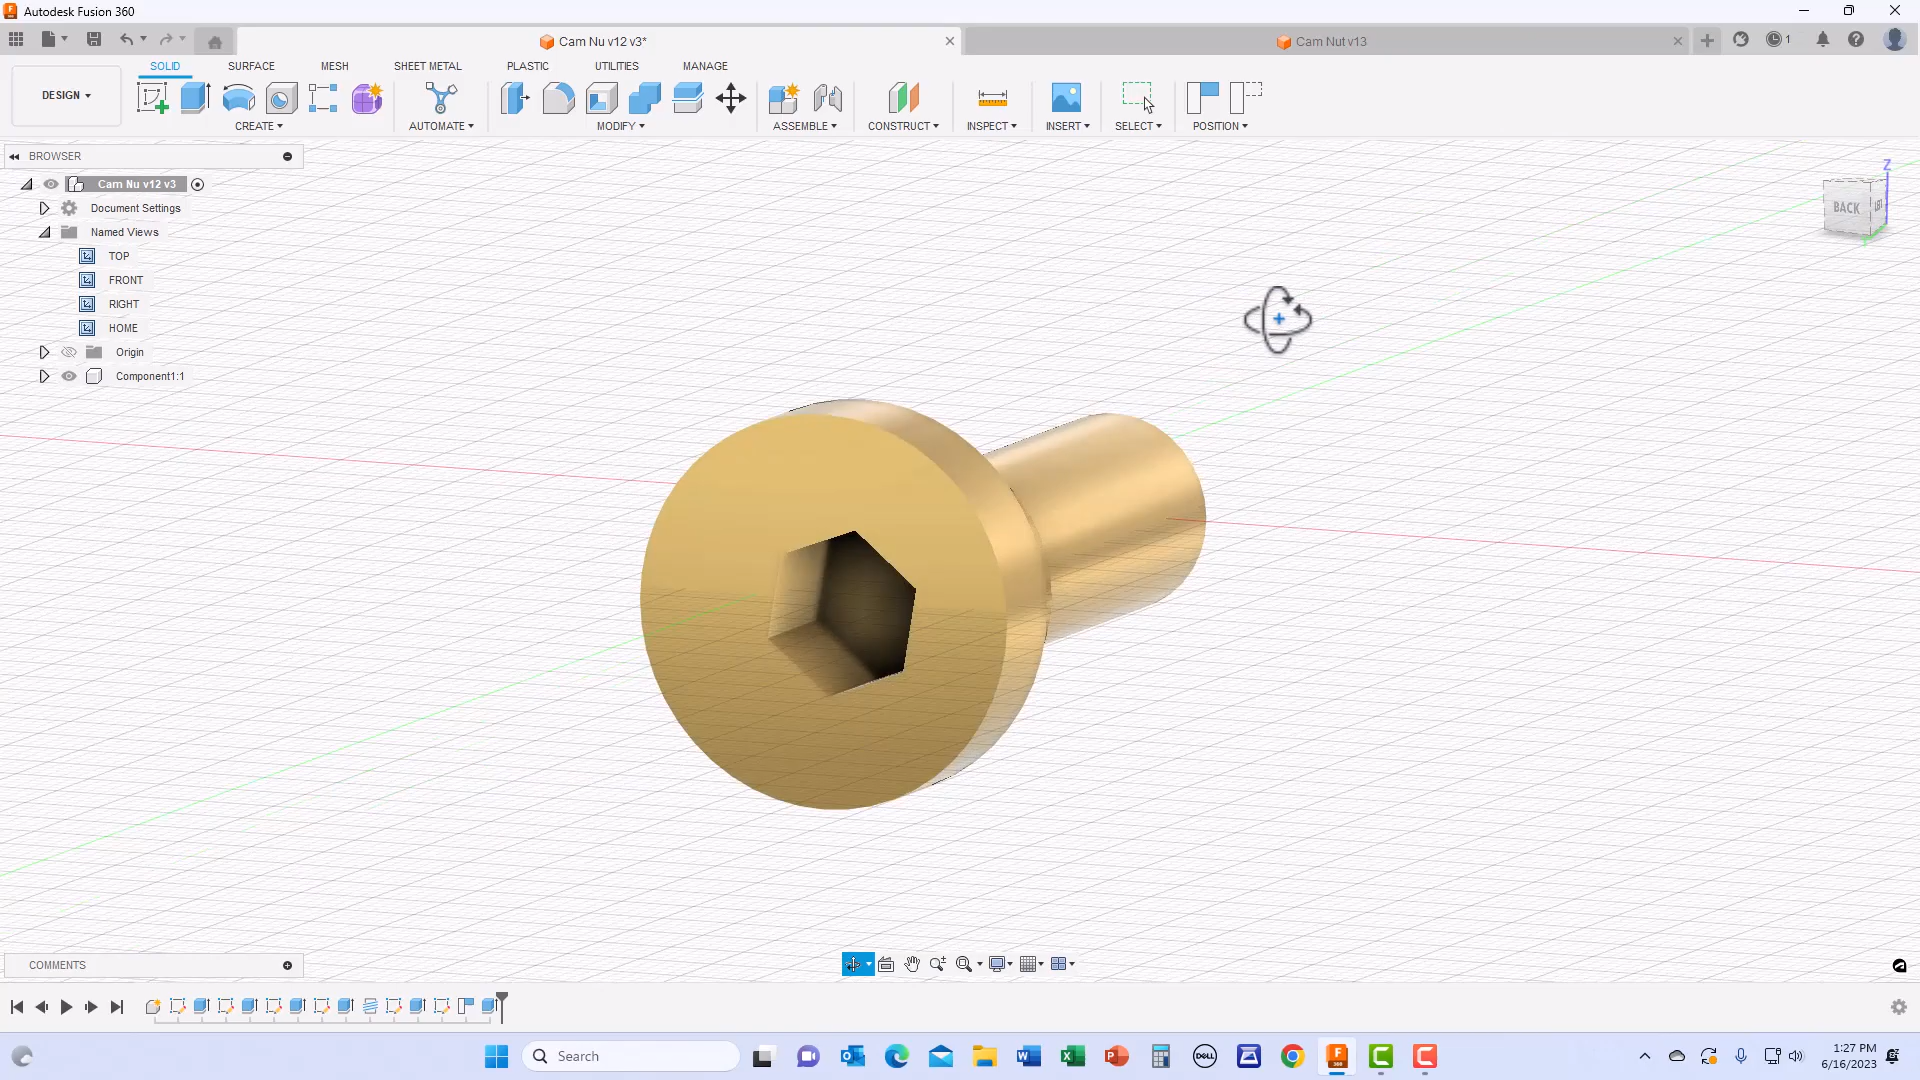 Autodesk Fusion 360
Cam Nu v12 v3*
Cam Nut v13
1
SOLID
SURFACE
MESH
SHEET METAL
PLASTIC
UTILITIES
MANAGE
DESIGN
CREATE
AUTOMATE
MODIFY
ASSEMBLE
CONSTRUCT
INSPECT
INSERT
SELECT
POSITION
BROWSER
Cam Nu v12 v3
Document Settings
Named Views
TOP
FRONT
RIGHT
HOME
Origin
Component1:1
Z
BACK
COMMENTS
Search
DELL
1:27 PM
6/16/2023